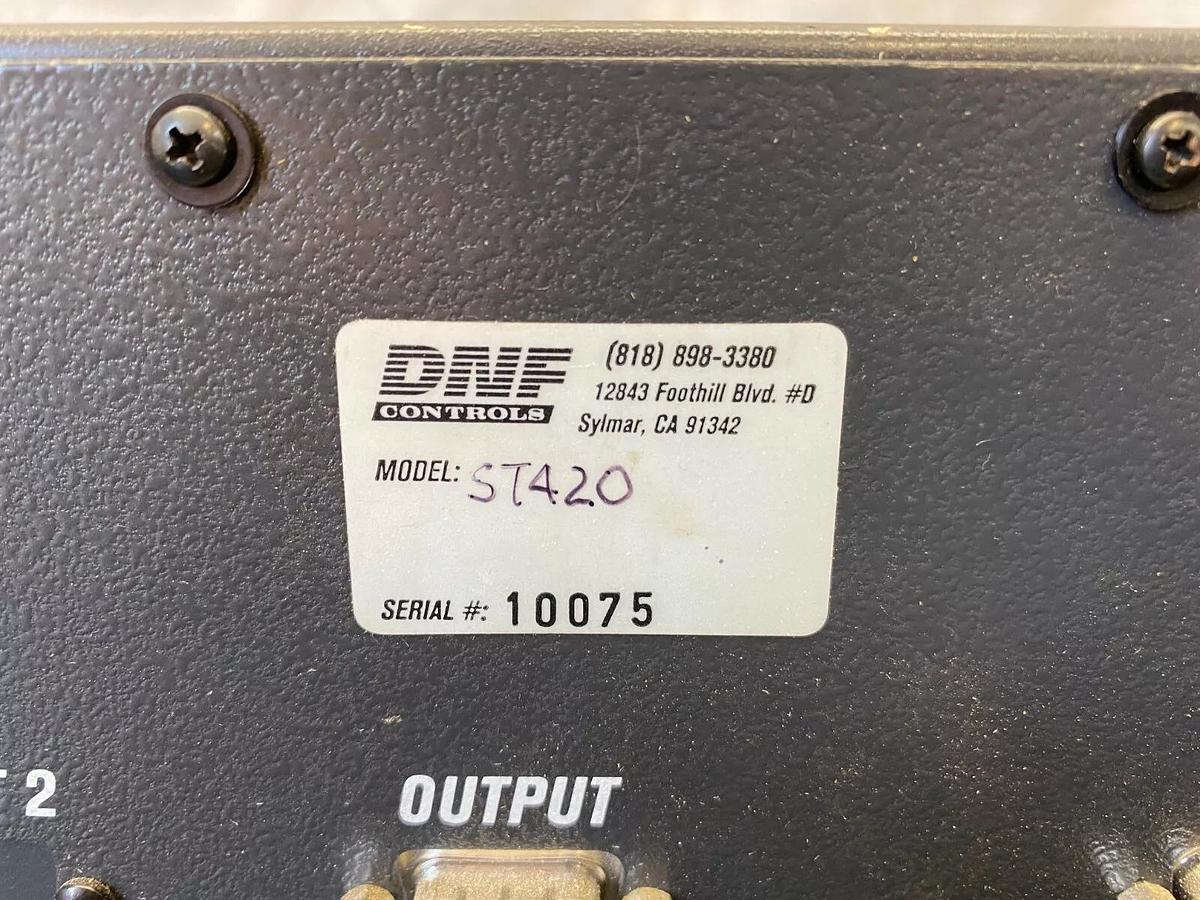 DNF
CONTROLS
(818) 898-3380
12843 Foothill Blvd. #D
Sylmar, CA 91342
MODEL: ST420
SERIAL #: 10075
2
OUTPUT